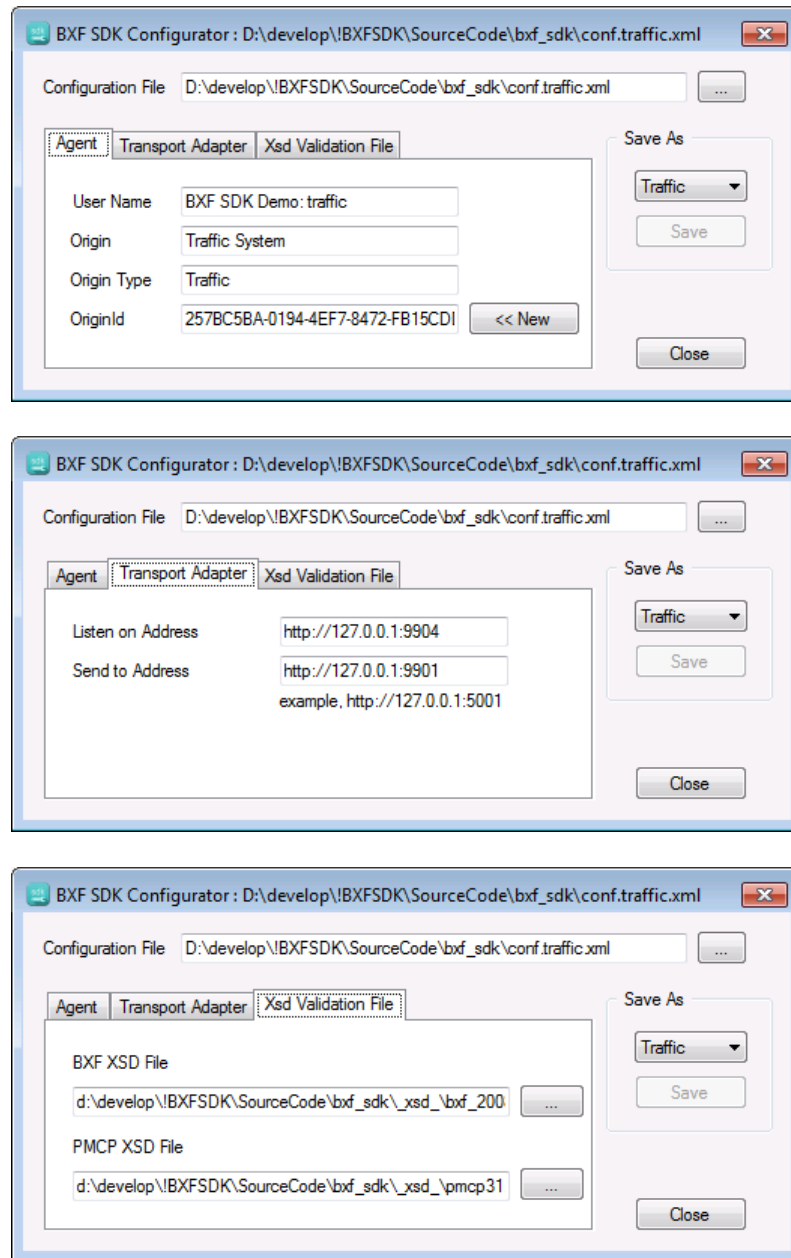 BXF SDK Configurator : D:\develop\!BXFSDK\SourceCode\bxf_sdk\conf.traffic.xml
Configuration File D:\develop\!BXFSDK\SourceCode\bxf_sdk\conf.traffic.xml ...
Agent Transport Adapter Xsd Validation File Save As
User Name BXF SDK Demo: traffic Traffic
Origin Traffic System Save
Origin Type Traffic
OriginId 257BC5BA-0194-4EF7-8472-FB15CDI << New
Close
BXF SDK Configurator : D:\develop\!BXFSDK\SourceCode\bxf_sdk\conf.traffic.xml
Configuration File D:\develop\!BXFSDK\SourceCode\bxf_sdk\conf.traffic.xml ...
Agent Transport Adapter Xsd Validation File Save As
Listen on Address http://127.0.0.1:9904 Traffic
Send to Address http://127.0.0.1:9901 Save
example, http://127.0.0.1:5001
Close
BXF SDK Configurator : D:\develop\!BXFSDK\SourceCode\bxf_sdk\conf.traffic.xml
Configuration File D:\develop\!BXFSDK\SourceCode\bxf_sdk\conf.traffic.xml ...
Agent Transport Adapter Xsd Validation File Save As
BXF XSD File Traffic
d:\develop\!BXFSDK\SourceCode\bxf_sdk\_xsd_\bxf_200 ... Save
PMCP XSD File
d:\develop\!BXFSDK\SourceCode\bxf_sdk\_xsd_\pmcp31 ...
Close